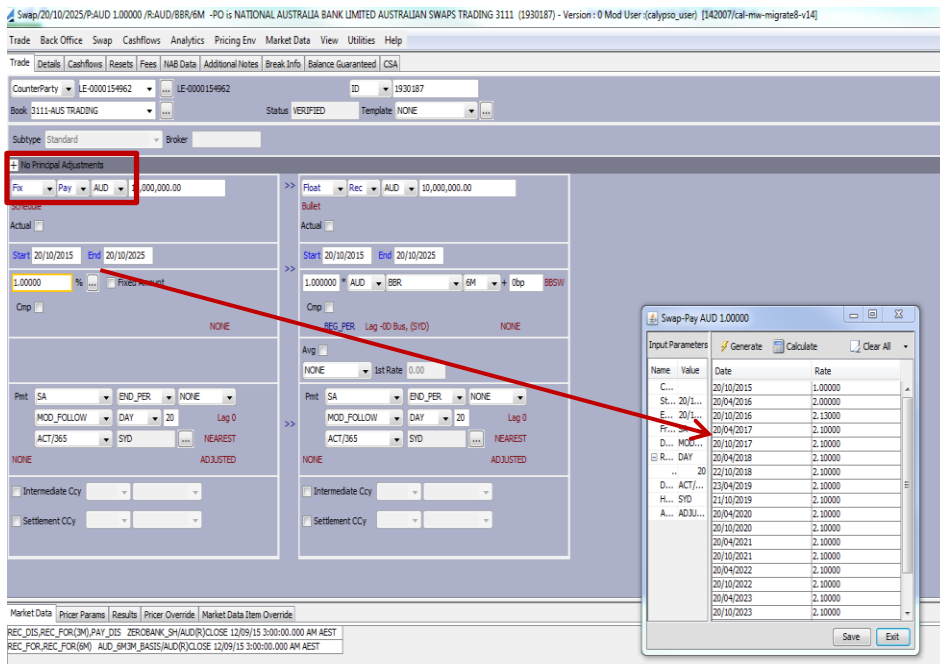 Swap/20/10/2025/P:AUD 1.00000 /R:AUD/BBR/6M -PO is NATIONAL AUSTRALIA BANK LIMITED AUSTRALIAN SWAPS TRADING 3111 (1930187) - Version : 0 Mod User :(calypso_user) [142007/cal-mw-migrate8-v14]
Trade Back Office Swap Cashflows Analytics Pricing Env Market Data View Utilities Help
Trade Details Cashflows Resets Fees NAB Data Additional Notes Break Info Balance Guaranteed CSA
CounterParty LE-0000154962 ... LE-0000154962 ID 1930187
Book 3111-AUS TRADING ... Status VERIFIED Template NONE ...
Subtype Standard Broker
+ No Principal Adjustments
Fix Pay AUD 10,000,000.00 >> Float Rec AUD 10,000,000.00
Schedule Bullet
Actual Actual
Start 20/10/2015 End 20/10/2025 Start 20/10/2015 End 20/10/2025
>>
1.00000 % ... Fixed Amount 1.000000 * AUD BBR 6M + 0bp BBSW
Cmp Cmp
NONE BEG_PER Lag -0D Bus, (SYD) NONE
Avg
NONE 1st Rate 0.00
Pmt SA END_PER NONE Pmt SA END_PER NONE
MOD_FOLLOW DAY 20 Lag 0 >> MOD_FOLLOW DAY 20 Lag 0
ACT/365 SYD ... NEAREST ACT/365 SYD ... NEAREST
NONE ADJUSTED NONE ADJUSTED
Intermediate Ccy Intermediate Ccy
Settlement CCy Settlement CCy
Swap-Pay AUD 1.00000
Input Parameters Generate Calculate Clear All
Name Value Date Rate
C... 20/10/2015 1.00000
St... 20/1... 20/04/2016 2.00000
E... 20/1... 20/10/2016 2.13000
Fr... SA 20/04/2017 2.10000
D... MOD... 20/10/2017 2.10000
R... DAY 20/04/2018 2.10000
.. 20 22/10/2018 2.10000
D... ACT/... 23/04/2019 2.10000
H... SYD 21/10/2019 2.10000
A... ADJU... 20/04/2020 2.10000
20/10/2020 2.10000
20/04/2021 2.10000
20/10/2021 2.10000
20/04/2022 2.10000
20/10/2022 2.10000
20/04/2023 2.10000
20/10/2023 2.10000
Save Exit
Market Data Pricer Params Results Pricer Override Market Data Item Override
REC_DIS,REC_FOR(3M),PAY_DIS ZEROBANK_SH/AUD(R)CLOSE 12/09/15 3:00:00.000 AM AEST
REC_FOR,REC_FOR(6M) AUD_6M3M_BASIS/AUD(R)CLOSE 12/09/15 3:00:00.000 AM AEST